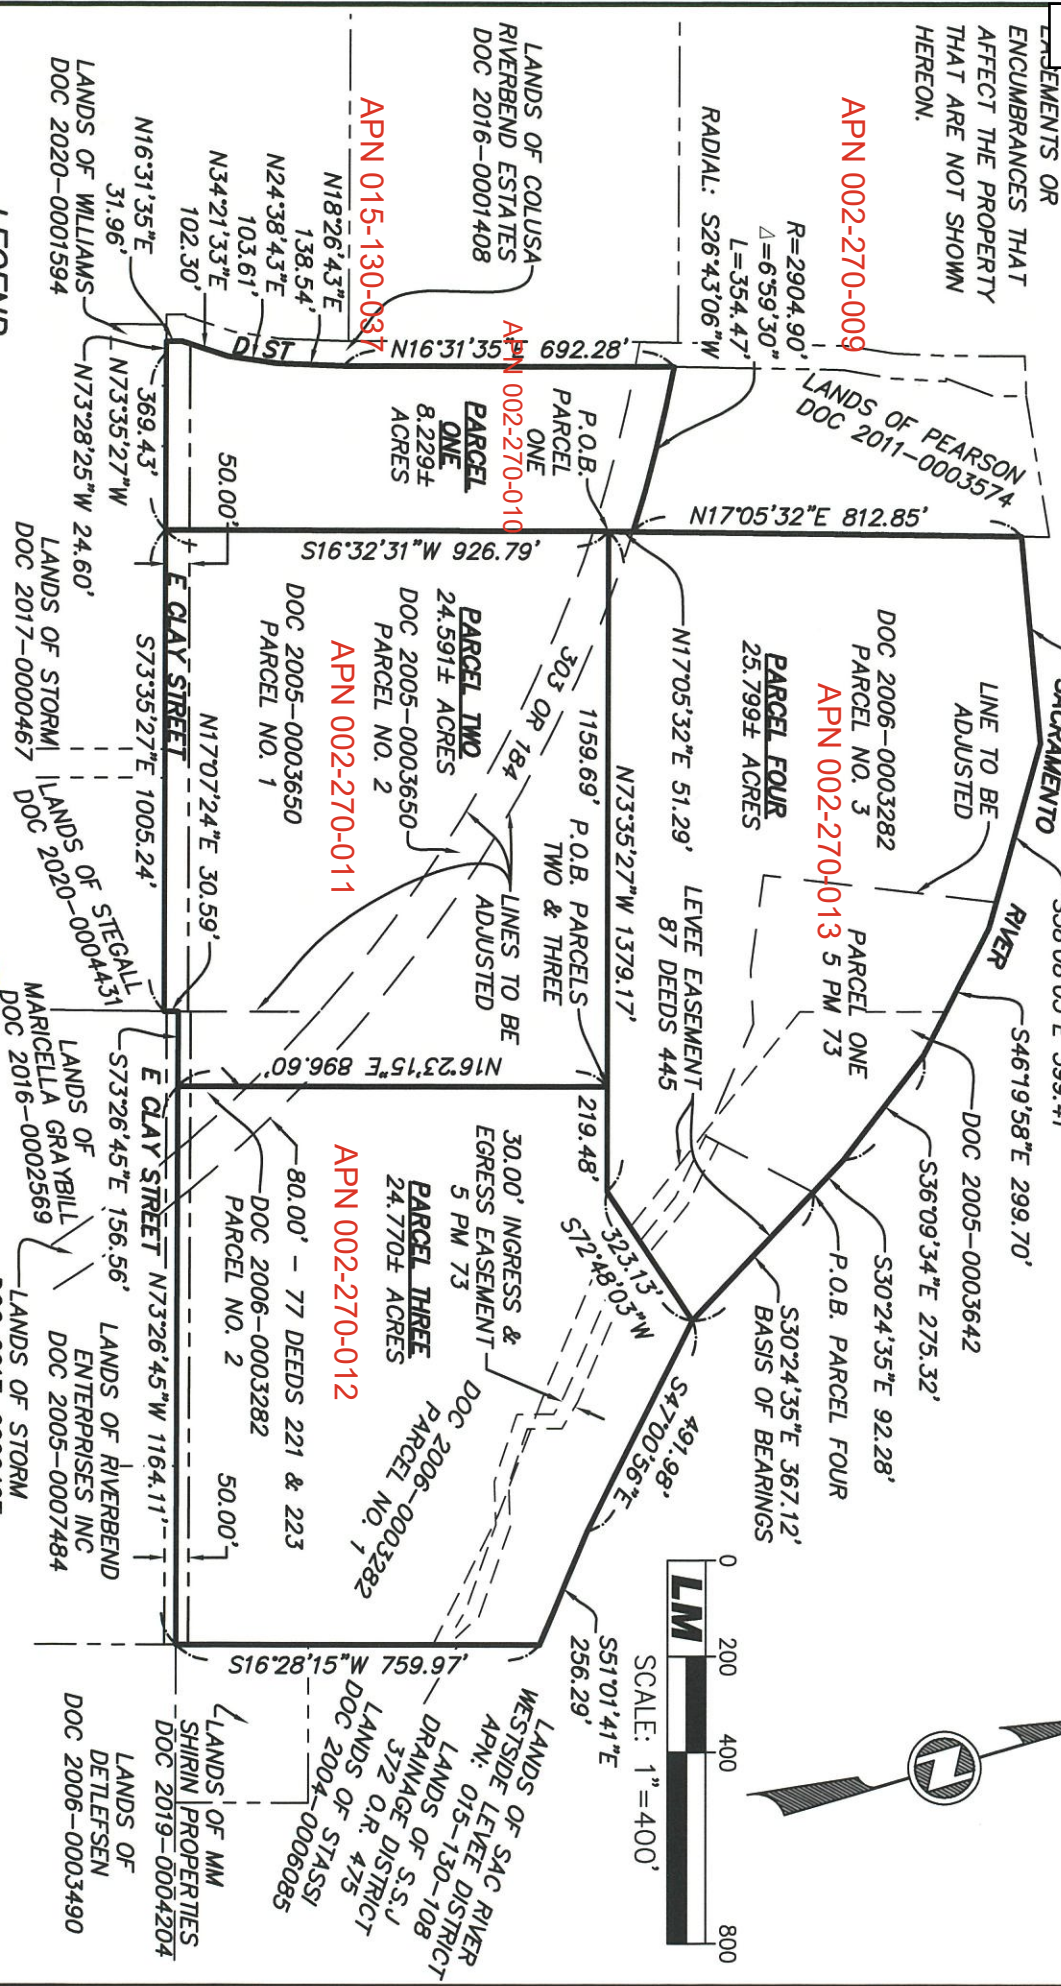 EASEMENTS OR
ENCUMBRANCES THAT
AFFECT THE PROPERTY
THAT ARE NOT SHOWN
HEREON.
APN 002-270-009
R=2904.90'
Δ=6°59'30"
L=354.47'
RADIAL: S26°43'06"W
LANDS OF PEARSON
DOC 2011-0003574
LANDS OF COLUSA
RIVERBEND ESTATES
DOC 2016-0001408
APN 015-130-037
N18°26'43"E
138.54'
N24°38'43"E
103.61'
N34°21'33"E
102.30'
N16°31'35"E
31.96'
LANDS OF WILLIAMS
DOC 2020-0001594
D ST
N16°31'35"E 692.28'
APN 002-270-010
P.O.B.
PARCEL
ONE
PARCEL
ONE
8.229±
ACRES
369.43'
N73°35'27"W
N73°28'25"W 24.60'
50.00'
N17°05'32"E 812.85'
S16°32'31"W 926.79'
N17°05'32"E 51.29'
SACRAMENTO
RIVER
LINE TO BE
ADJUSTED
DOC 2006-0003282
PARCEL NO. 3
APN 002-270-013
PARCEL FOUR
25.799± ACRES
PARCEL ONE
5 PM 73
N73°35'27"W 1379.17'
1159.69'
219.48'
303 OR 184
PARCEL TWO
24.591± ACRES
DOC 2005-0003650
PARCEL NO. 2
APN 002-270-011
DOC 2005-0003650
PARCEL NO. 1
P.O.B. PARCELS
TWO & THREE
LINES TO BE
ADJUSTED
LEVEE EASEMENT
87 DEEDS 445
E CLAY STREET
S73°35'27"E 1005.24'
N17°07'24"E 30.59'
LANDS OF STORM
DOC 2017-0000467
LANDS OF STEGALL
DOC 2020-0004431
N16°23'15"E 896.60'
S46°19'58"E 299.70'
DOC 2005-0003642
S36°09'34"E 275.32'
S30°24'35"E 92.28'
P.O.B. PARCEL FOUR
S30°24'35"E 367.12'
BASIS OF BEARINGS
323.13'
S72°48'03"W
491.98'
S47°00'56"E
S51°01'41"E
256.29'
30.00' INGRESS &
EGRESS EASEMENT
5 PM 73
PARCEL THREE
24.770± ACRES
APN 002-270-012
DOC 2006-0003282
PARCEL NO. 1
80.00' - 77 DEEDS 221 & 223
DOC 2006-0003282
PARCEL NO. 2
E CLAY STREET
N73°26'45"W 1164.11'
S73°26'45"E 156.56'
50.00'
LANDS OF
MARICELLA GRAYBILL
DOC 2016-0002569
LANDS OF RIVERBEND
ENTERPRISES INC
DOC 2005-0007484
LANDS OF STORM
S16°28'15"W 759.97'
LM
0 200 400 800
SCALE: 1"=400'
N
LANDS OF SAC RIVER
WESTSIDE LEVEE DISTRICT
APN: 015-130-108
LANDS OF S.S.J
DRAINAGE DISTRICT
372 O.R. 475
LANDS OF STASSI
DOC 2004-0006085
LANDS OF MM
SHIRIN PROPERTIES
DOC 2019-0004204
LANDS OF
DETLEFSEN
DOC 2006-0003490
LEGEND